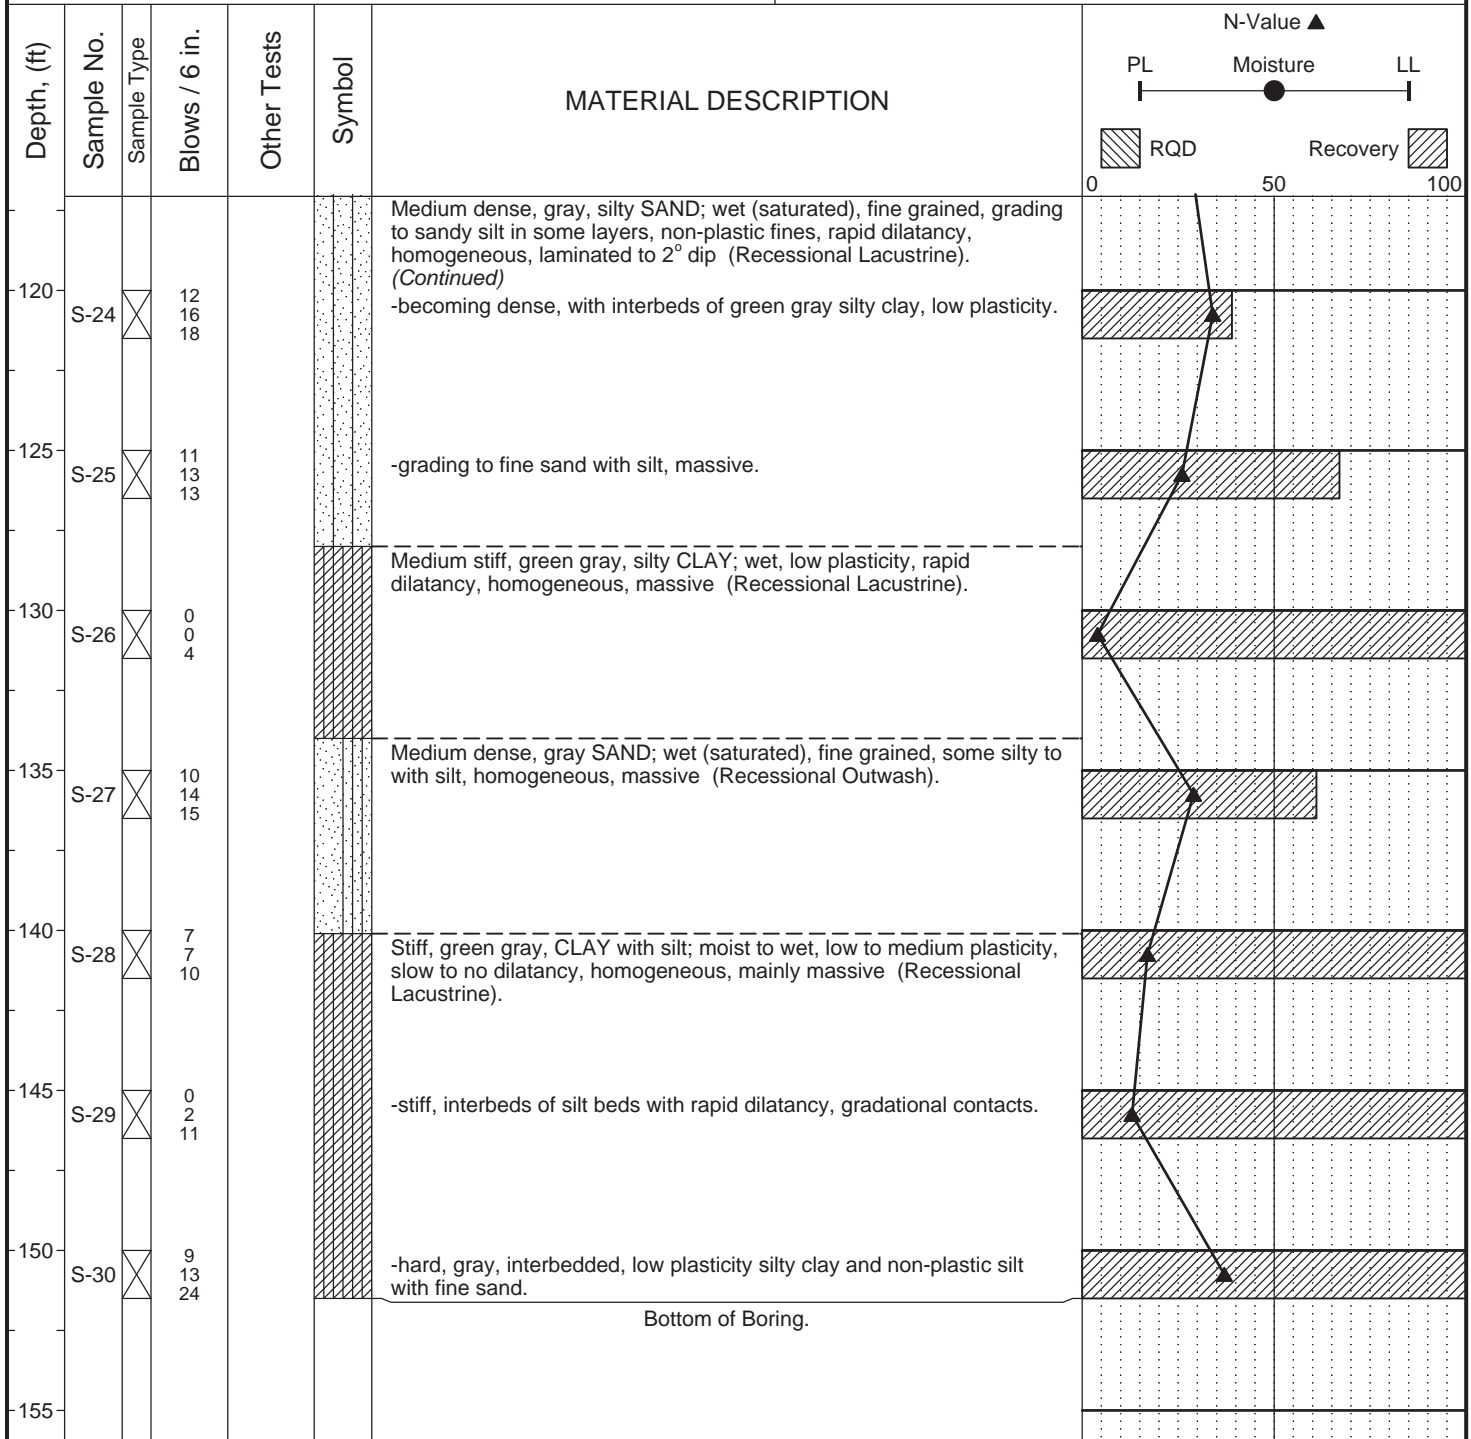 Depth, (ft)
Sample No.
Sample Type
Blows / 6 in.
Other Tests
Symbol
MATERIAL DESCRIPTION
N-Value ▲
PL Moisture LL
RQD Recovery
0 50 100
Medium dense, gray, silty SAND; wet (saturated), fine grained, grading
to sandy silt in some layers, non-plastic fines, rapid dilatancy,
homogeneous, laminated to 2° dip (Recessional Lacustrine).
(Continued)
120
S-24
12
16
18
-becoming dense, with interbeds of green gray silty clay, low plasticity.
125
S-25
11
13
13
-grading to fine sand with silt, massive.
Medium stiff, green gray, silty CLAY; wet, low plasticity, rapid
dilatancy, homogeneous, massive (Recessional Lacustrine).
130
S-26
0
0
4
Medium dense, gray SAND; wet (saturated), fine grained, some silty to
with silt, homogeneous, massive (Recessional Outwash).
135
S-27
10
14
15
140
S-28
7
7
10
Stiff, green gray, CLAY with silt; moist to wet, low to medium plasticity,
slow to no dilatancy, homogeneous, mainly massive (Recessional
Lacustrine).
145
S-29
0
2
11
-stiff, interbeds of silt beds with rapid dilatancy, gradational contacts.
150
S-30
9
13
24
-hard, gray, interbedded, low plasticity silty clay and non-plastic silt
with fine sand.
Bottom of Boring.
155